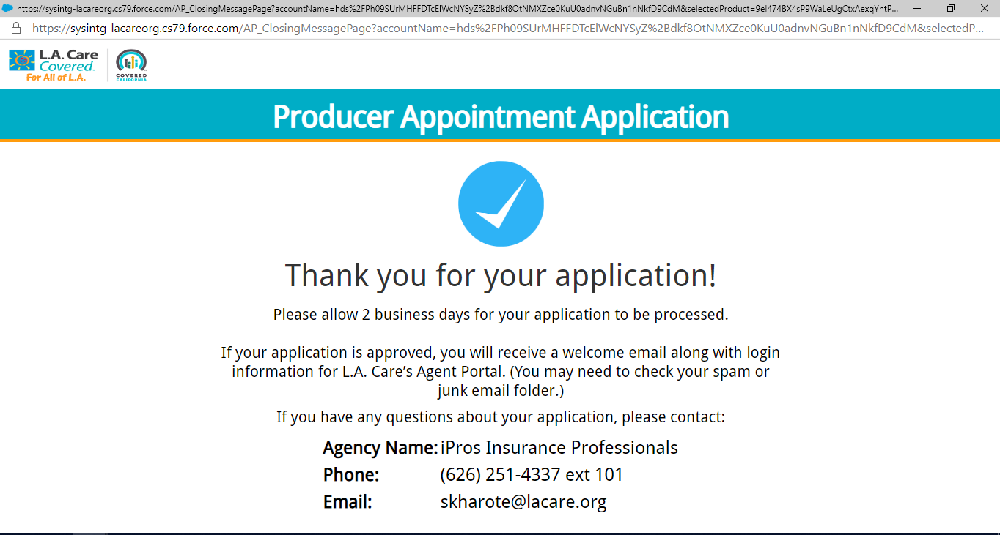 https://sysintg-lacareorg.cs79.force.com/AP_ClosingMessagePage?accountName=hds%2FPh09SUrMHFFDTcElWcNYSyZ%2Bdkf8OtNMXZce0KuU0adnvNGuBn1nNkfD9CdM&selectedProduct=9el474BX4sP9WaLeUgCtxAexqYhtP...
https://sysintg-lacareorg.cs79.force.com/AP_ClosingMessagePage?accountName=hds%2FPh09SUrMHFFDTcElWcNYSyZ%2Bdkf8OtNMXZce0KuU0adnvNGuBn1nNkfD9CdM&selectedP...
L.A. Care
Covered.
For All of L.A.
COVERED
CALIFORNIA
Producer Appointment Application
Thank you for your application!
Please allow 2 business days for your application to be processed.
If your application is approved, you will receive a welcome email along with login
information for L.A. Care’s Agent Portal. (You may need to check your spam or
junk email folder.)
If you have any questions about your application, please contact:
Agency Name: iPros Insurance Professionals
Phone: (626) 251-4337 ext 101
Email: skharote@lacare.org